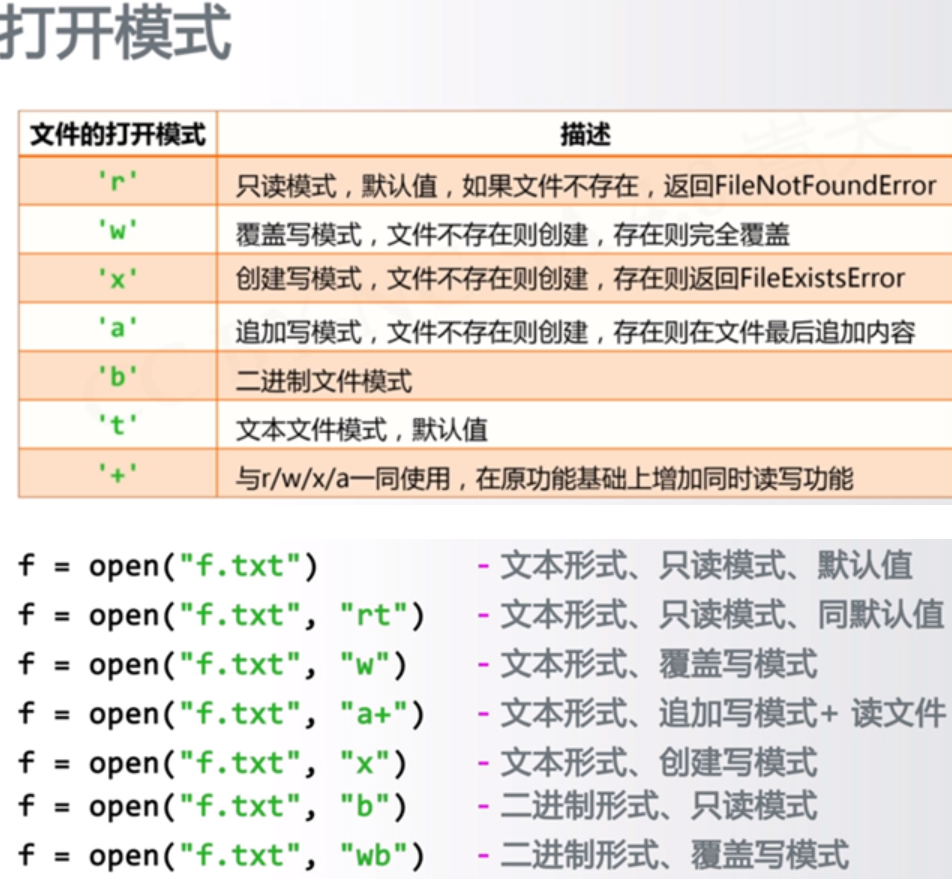 打开模式
文件的打开模式 描述
'r' 只读模式，默认值，如果文件不存在，返回FileNotFoundError
'w' 覆盖写模式，文件不存在则创建，存在则完全覆盖
'x' 创建写模式，文件不存在则创建，存在则返回FileExistsError
'a' 追加写模式，文件不存在则创建，存在则在文件最后追加内容
'b' 二进制文件模式
't' 文本文件模式，默认值
'+' 与r/w/x/a一同使用，在原功能基础上增加同时读写功能
f = open("f.txt") - 文本形式、只读模式、默认值
f = open("f.txt", "rt") - 文本形式、只读模式、同默认值
f = open("f.txt", "w") - 文本形式、覆盖写模式
f = open("f.txt", "a+") - 文本形式、追加写模式+ 读文件
f = open("f.txt", "x") - 文本形式、创建写模式
f = open("f.txt", "b") - 二进制形式、只读模式
f = open("f.txt", "wb") - 二进制形式、覆盖写模式